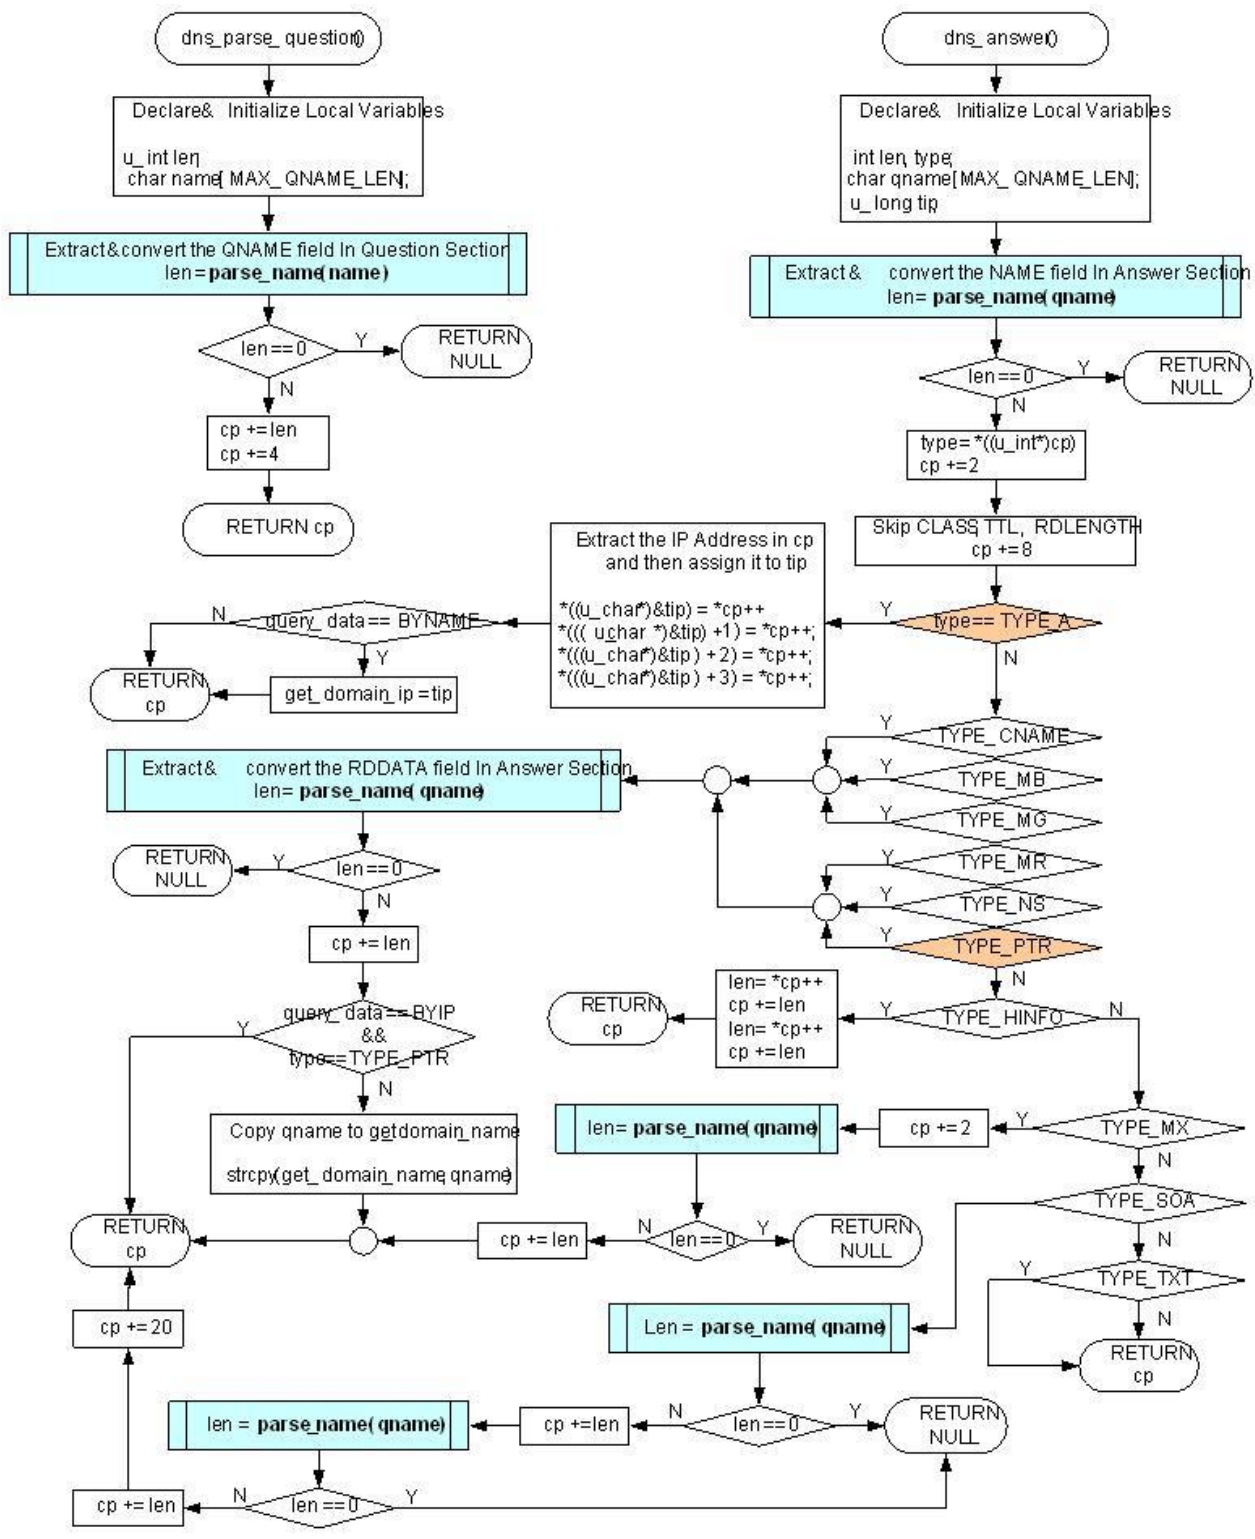 dns_parse_question()
Declare& Initialize Local Variables
u_int len;
char name[MAX_QNAME_LEN];
Extract&convert the QNAME field In Question Section
len=parse_name(name)
len==0
Y
RETURN
NULL
N
cp +=len
cp +=4
RETURN cp
dns_answer()
Declare& Initialize Local Variables
int len, type;
char qname[MAX_QNAME_LEN];
u_long tip;
Extract & convert the NAME field In Answer Section
len= parse_name(qname)
len==0
Y
RETURN
NULL
N
type= *((u_int*)cp)
cp +=2
Skip CLASS, TTL, RDLENGTH
cp +=8
type== TYPE_A
Y
N
Extract the IP Address in cp
and then assign it to tip
*((u_char*)&tip) = *cp++
*((( uchar *)&tip) +1) = *cp++;
*(((u_char*)&tip ) +2) = *cp++;
*(((u_char*)&tip ) +3) = *cp++;
query_data== BYNAME
N
Y
get_domain_ip=tip
RETURN
cp
TYPE_CNAME
Y
TYPE_MB
Y
TYPE_MG
Y
TYPE_MR
Y
TYPE_NS
Y
TYPE_PTR
Y
N
Extract& convert the RDDATA field In Answer Section
len= parse_name(qname)
len==0
Y
RETURN
NULL
N
cp +=len
query_data==BYIP
&&
type==TYPE_PTR
Y
N
Copy qname to getdomain_name
strcpy(get_domain_name, qname)
RETURN
cp
TYPE_HINFO
Y
N
len= *cp++
cp +=len
len= *cp++
cp +=len
RETURN
cp
TYPE_MX
Y
N
cp +=2
len= parse_name(qname)
len==0
Y
RETURN
NULL
N
cp +=len
TYPE_SOA
N
TYPE_TXT
Y
N
RETURN
cp
Len = parse_name(qname)
len==0
Y
RETURN
NULL
N
cp +=len
len = parse_name(qname)
len==0
Y
N
cp +=len
cp +=20